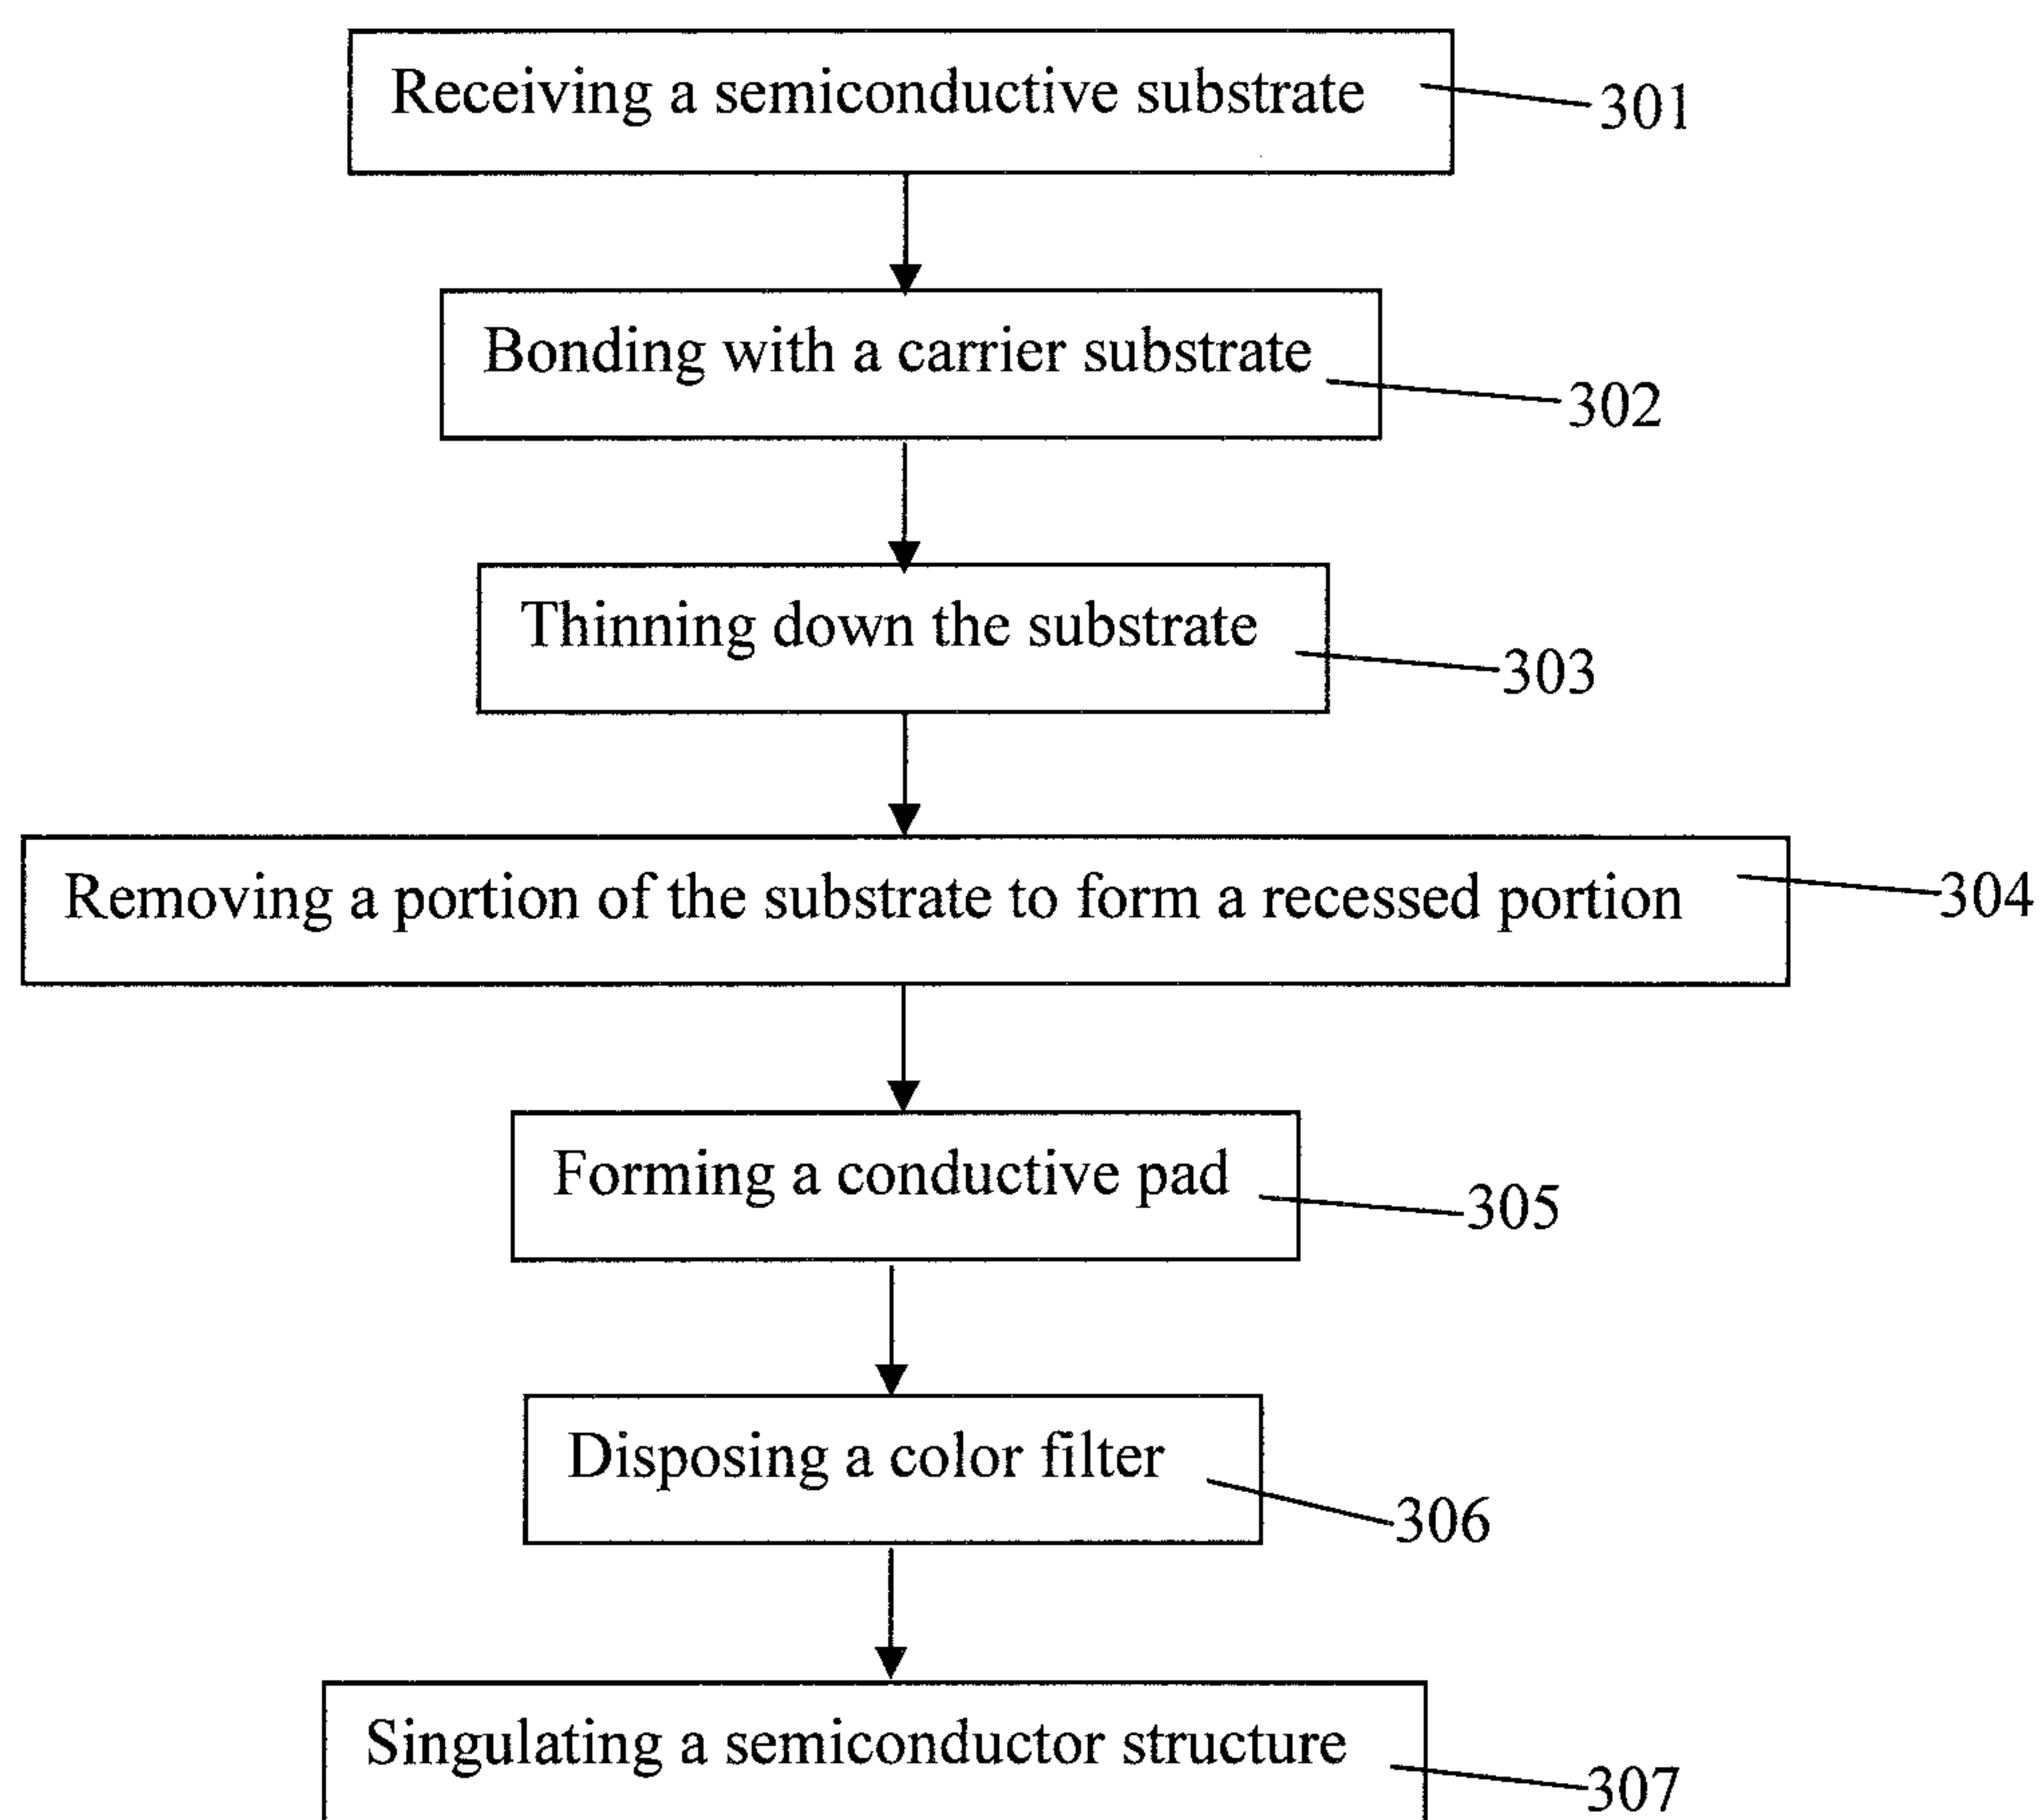 Receiving a semiconductive substrate
301
Bonding with a carrier substrate
302
Thinning down the substrate
303
Removing a portion of the substrate to form a recessed portion
304
Forming a conductive pad
305
Disposing a color filter
306
Singulating a semiconductor structure
307